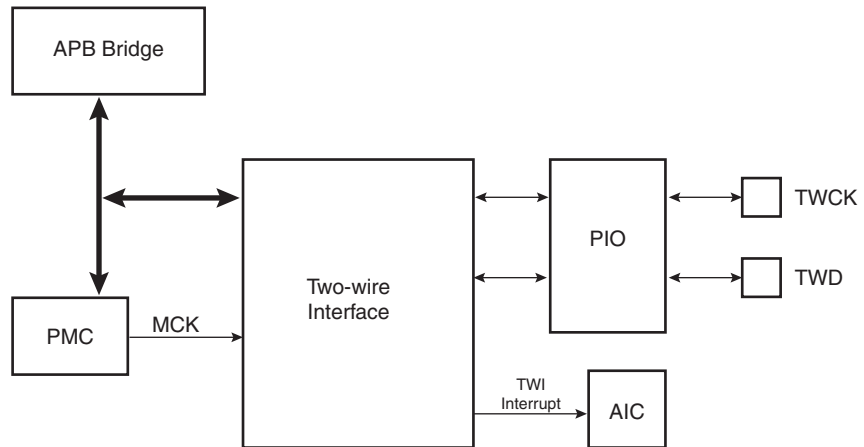 APB Bridge
TWCK
PIO
TWD
Two-wire
Interface
MCK
PMC
TWI
Interrupt
AIC